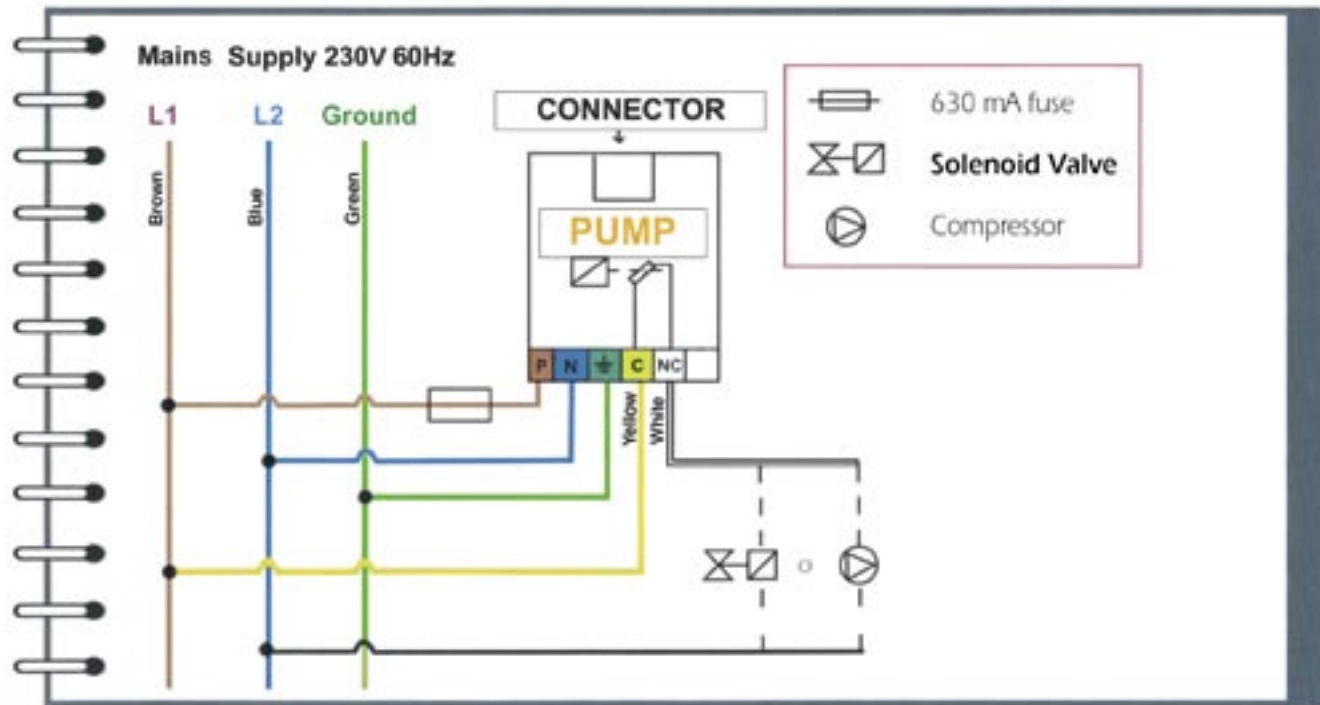 Mains Supply 230V 60Hz
L1 L2 Ground
Brown
Blue
Green
CONNECTOR
PUMP
P N C NC
Yellow
White
o
630 mA fuse
Solenoid Valve
Compressor